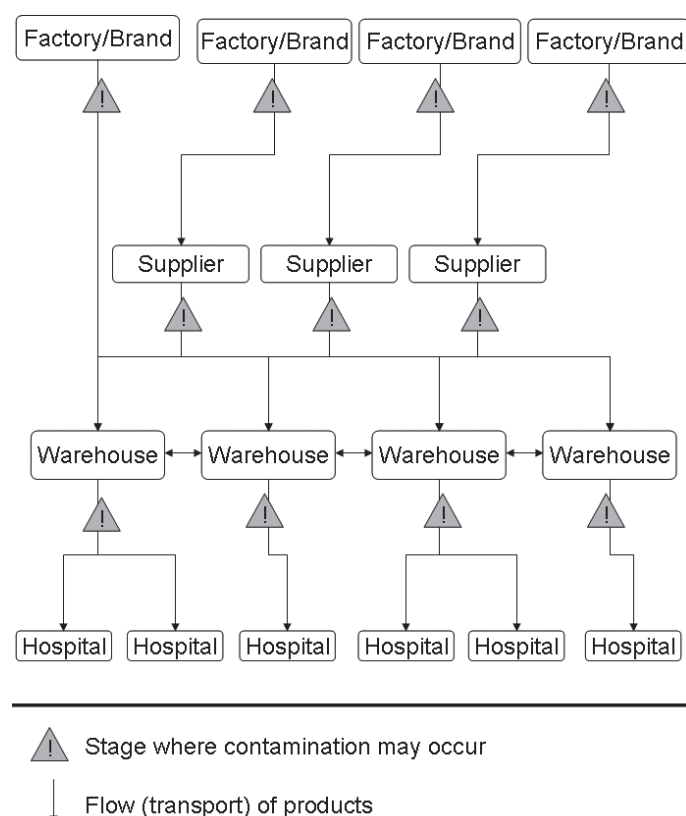 Factory/Brand Factory/Brand Factory/Brand Factory/Brand
! ! ! !
Supplier Supplier Supplier
! ! !
Warehouse Warehouse Warehouse Warehouse
! ! ! !
Hospital Hospital Hospital Hospital Hospital Hospital
! Stage where contamination may occur
Flow (transport) of products